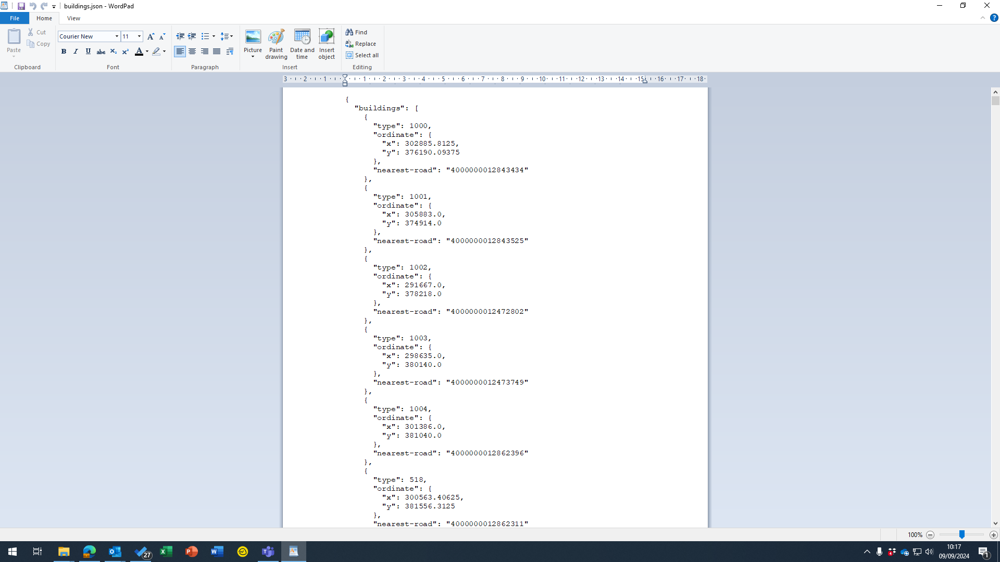 buildings.json - WordPad
File Home View
Paste
Cut
Copy
Clipboard
Courier New 11
Font
Paragraph
Picture
Paint drawing
Date and time
Insert object
Insert
Find
Replace
Select all
Editing
3 2 1 1 2 3 4 5 6 7 8 9 10 11 12 13 14 15 16 17 18
{
"buildings": [
{
"type": 1000,
"ordinate": {
"x": 302885.8125,
"y": 376190.09375
},
"nearest-road": "4000000012843434"
},
{
"type": 1001,
"ordinate": {
"x": 305883.0,
"y": 374914.0
},
"nearest-road": "4000000012843525"
},
{
"type": 1002,
"ordinate": {
"x": 291667.0,
"y": 378218.0
},
"nearest-road": "4000000012472802"
},
{
"type": 1003,
"ordinate": {
"x": 298635.0,
"y": 380140.0
},
"nearest-road": "4000000012473749"
},
{
"type": 1004,
"ordinate": {
"x": 301386.0,
"y": 381040.0
},
"nearest-road": "4000000012862396"
},
{
"type": 518,
"ordinate": {
"x": 300563.40625,
"y": 381556.3125
},
"nearest-road": "4000000012862311"
100%
27
10:17
09/09/2024
1